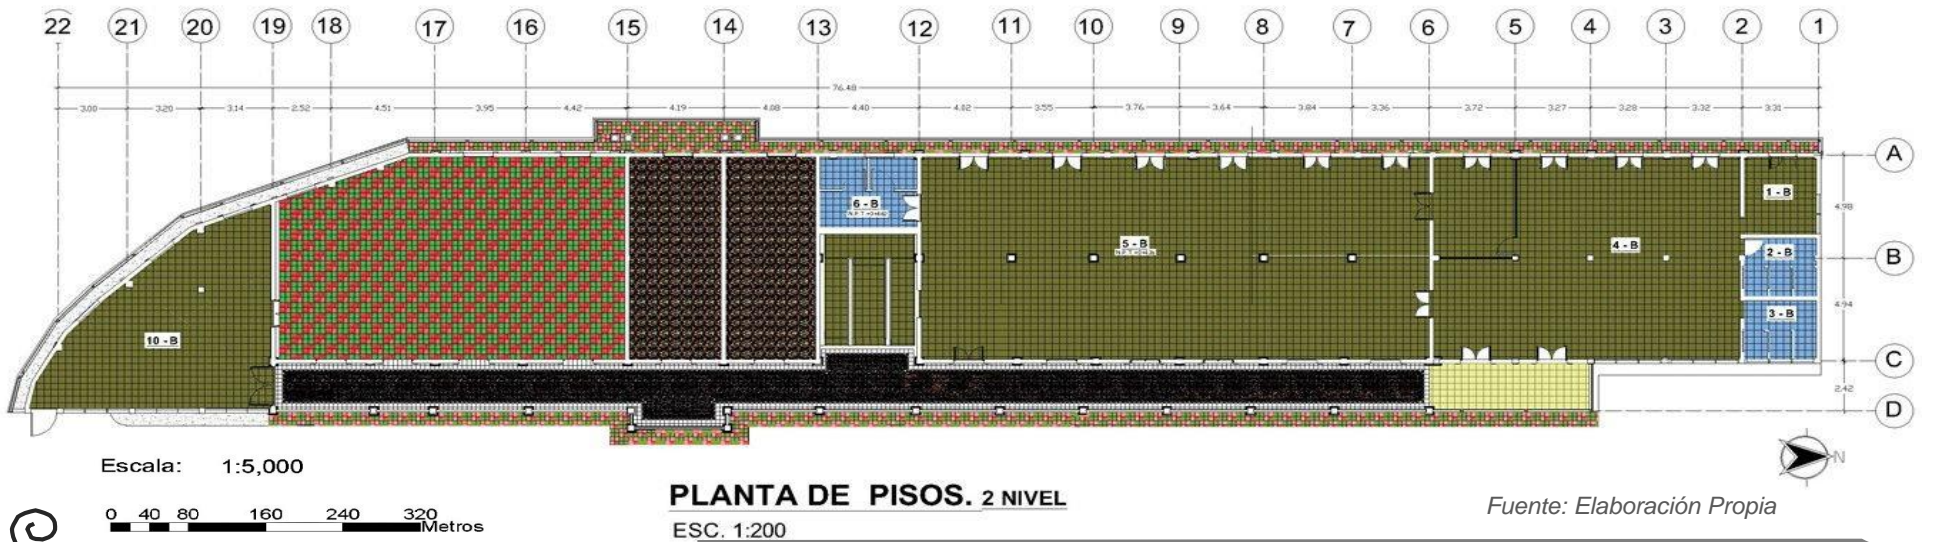 22 21 20 19 18 17 16 15 14 13 12 11 10 9 8 7 6 5 4 3 2 1
76.48
3.00 3.20 3.14 2.52 4.51 3.95 4.42 4.19 4.08 4.40 4.02 3.55 3.76 3.64 3.84 3.36 3.72 3.27 3.28 3.32 3.31
A
1 - B
6 - B
4.98
5 - B
4 - B
2 - B
B
4.94
3 - B
10 - B
C
2.42
D
N
Escala: 1:5,000
0 40 80 160 240 320
Metros
PLANTA DE PISOS. 2 NIVEL
ESC. 1:200
Fuente: Elaboración Propia